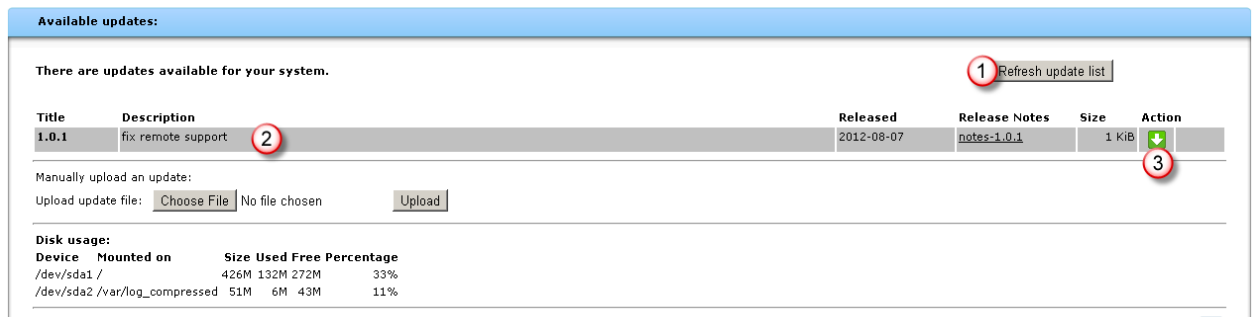 Available updates:
There are updates available for your system.
1 Refresh update list
Title Description Released Release Notes Size Action
1.0.1 fix remote support 2 2012-08-07 notes-1.0.1 1 KiB
3
Manually upload an update:
Upload update file: Choose File No file chosen Upload
Disk usage:
Device Mounted on Size Used Free Percentage
/dev/sda1 / 426M 132M 272M 33%
/dev/sda2 /var/log_compressed 51M 6M 43M 11%